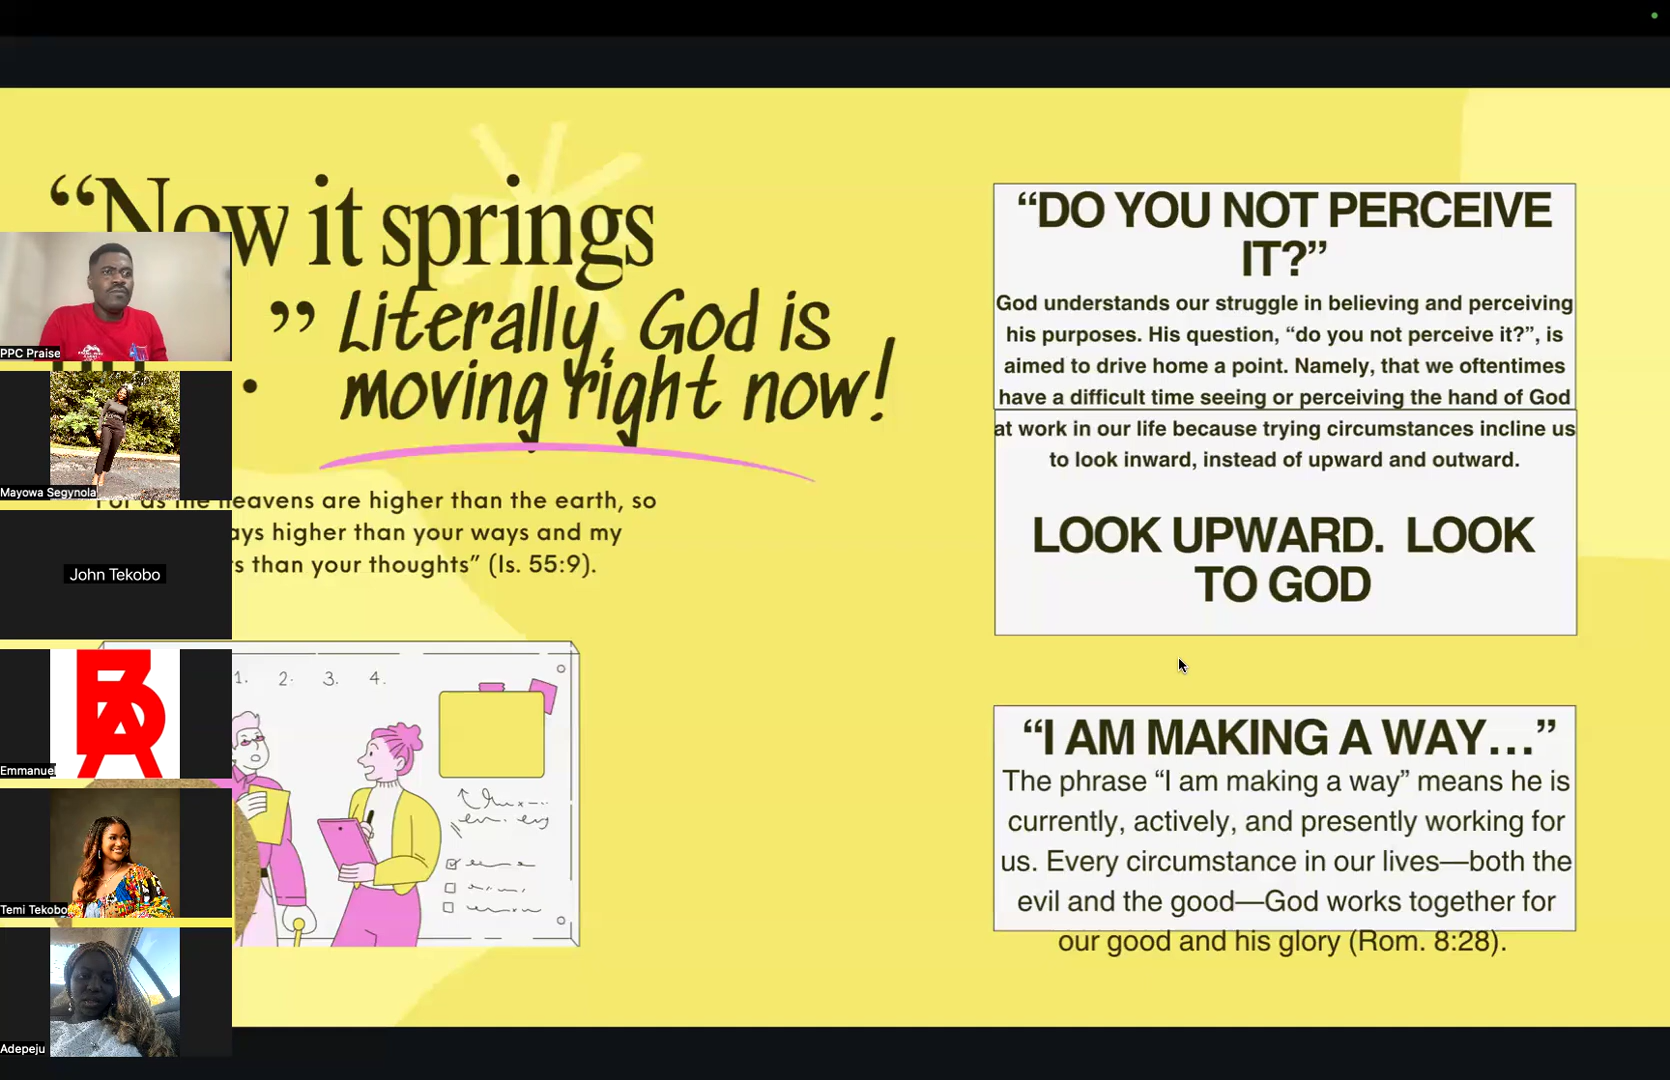 “Now it springs
”
Literally, God is
moving right now!
For as the heavens are higher than the earth, so
ays higher than your ways and my
s than your thoughts” (Is. 55:9).
1. 2. 3. 4.
“DO YOU NOT PERCEIVE
IT?”
God understands our struggle in believing and perceiving
his purposes. His question, “do you not perceive it?”, is
aimed to drive home a point. Namely, that we oftentimes
have a difficult time seeing or perceiving the hand of God
at work in our life because trying circumstances incline us
to look inward, instead of upward and outward.
LOOK UPWARD. LOOK
TO GOD
“I AM MAKING A WAY…”
The phrase “I am making a way” means he is
currently, actively, and presently working for
us. Every circumstance in our lives—both the
evil and the good—God works together for
our good and his glory (Rom. 8:28).
PPC Praise
Mayowa Segynola
John Tekobo
Emmanuel
Temi Tekobo
Adepeju